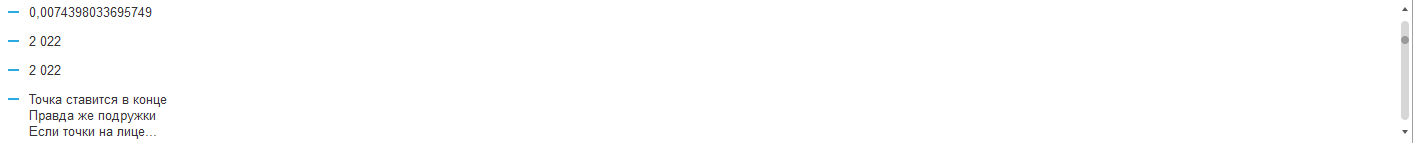 0,0074398033695749
2 022
2 022
Точка ставится в конце
Правда же подружки
Если точки на лице...